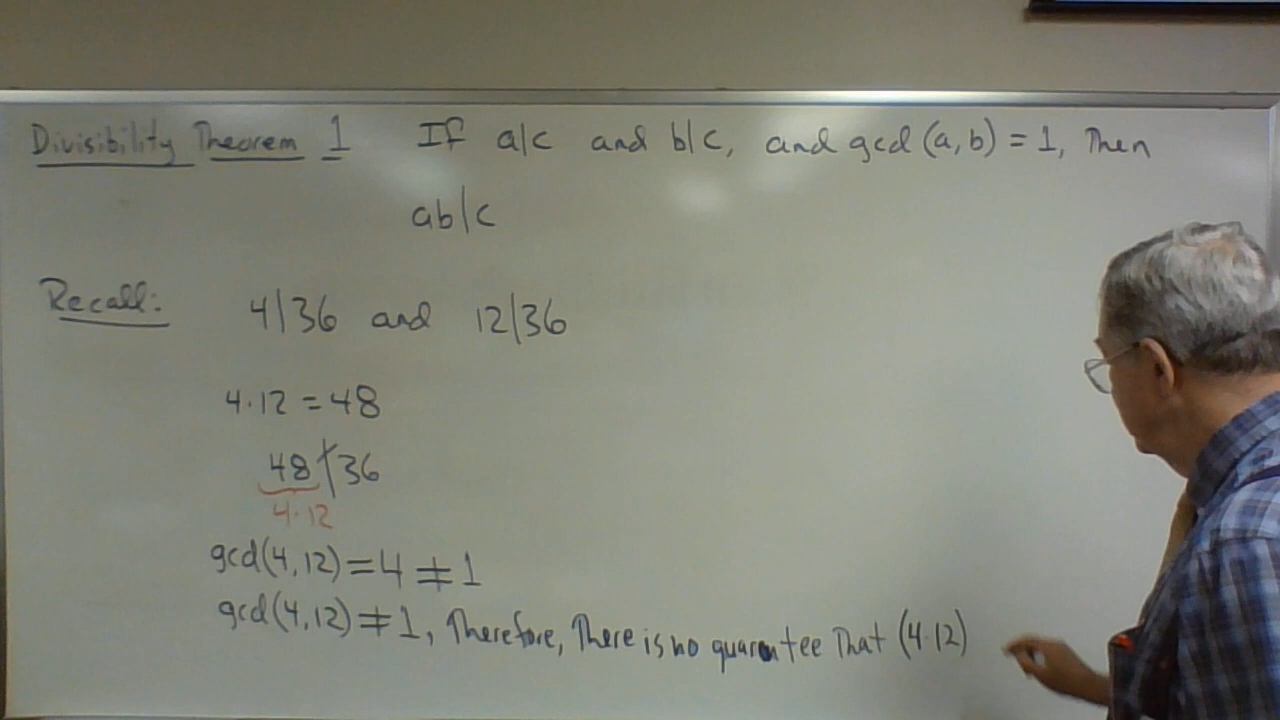 Divisibility Theorem 1 If a|c and b|c, and gcd (a, b) = 1, Then
ab|c
Recall: 4|36 and 12|36
4·12 = 48
48∤36
4·12
gcd(4,12) = 4 ≠ 1
gcd(4,12) ≠ 1, Therefore, There is no guarantee That (4·12)